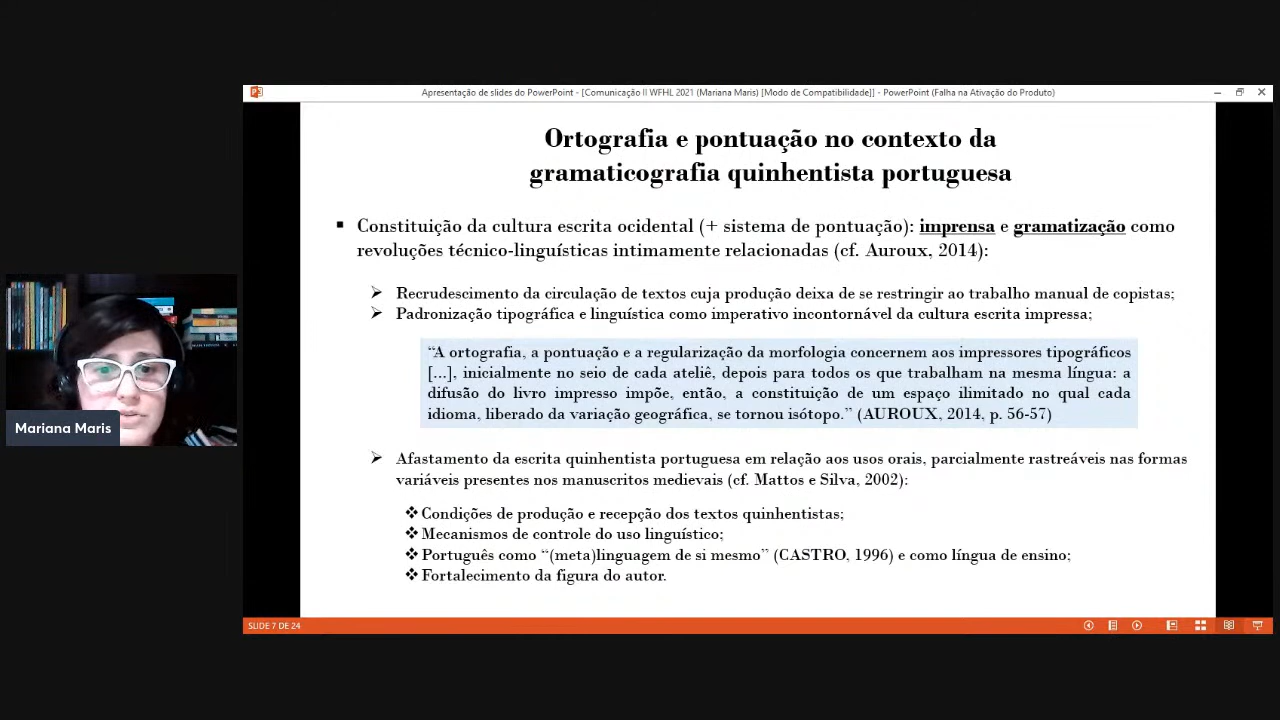 Apresentação de slides do PowerPoint - [Comunicação II WFHL 2021 (Mariana Maris) [Modo de Compatibilidade]] - PowerPoint (Falha na Ativação do Produto)
Ortografia e pontuação no contexto da
gramaticografia quinhentista portuguesa
Constituição da cultura escrita ocidental (+ sistema de pontuação): imprensa e gramatização como
revoluções técnico-linguísticas intimamente relacionadas (cf. Auroux, 2014):
Recrudescimento da circulação de textos cuja produção deixa de se restringir ao trabalho manual de copistas;
Padronização tipográfica e linguística como imperativo incontornável da cultura escrita impressa;
“A ortografia, a pontuação e a regularização da morfologia concernem aos impressores tipográficos
[...], inicialmente no seio de cada ateliê, depois para todos os que trabalham na mesma língua: a
difusão do livro impresso impõe, então, a constituição de um espaço ilimitado no qual cada
idioma, liberado da variação geográfica, se tornou isótopo.” (AUROUX, 2014, p. 56-57)
Afastamento da escrita quinhentista portuguesa em relação aos usos orais, parcialmente rastreáveis nas formas
variáveis presentes nos manuscritos medievais (cf. Mattos e Silva, 2002):
Condições de produção e recepção dos textos quinhentistas;
Mecanismos de controle do uso linguístico;
Português como “(meta)linguagem de si mesmo” (CASTRO, 1996) e como língua de ensino;
Fortalecimento da figura do autor.
Mariana Maris
SLIDE 7 DE 24